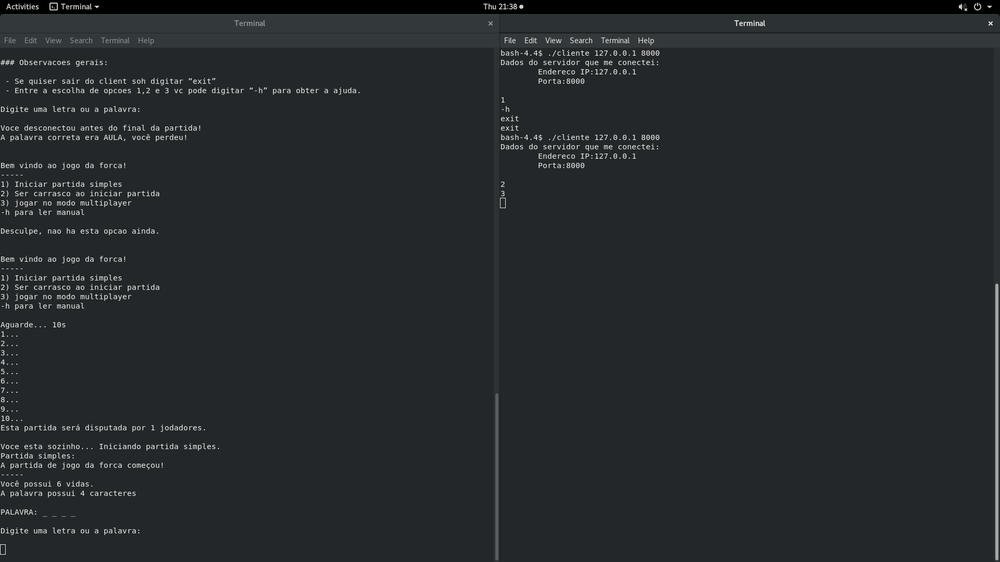 Activities Terminal Thu 21:38
Terminal
File Edit View Search Terminal Help
### Observacoes gerais:
- Se quiser sair do client soh digitar “exit”
- Entre a escolha de opcoes 1,2 e 3 vc pode digitar “-h” para obter a ajuda.
Digite uma letra ou a palavra:
Voce desconectou antes do final da partida!
A palavra correta era AULA, você perdeu!
Bem vindo ao jogo da forca!
-----
1) Iniciar partida simples
2) Ser carrasco ao iniciar partida
3) jogar no modo multiplayer
-h para ler manual
Desculpe, nao ha esta opcao ainda.
Bem vindo ao jogo da forca!
-----
1) Iniciar partida simples
2) Ser carrasco ao iniciar partida
3) jogar no modo multiplayer
-h para ler manual
Aguarde... 10s
1...
2...
3...
4...
5...
6...
7...
8...
9...
10...
Esta partida será disputada por 1 jodadores.
Voce esta sozinho... Iniciando partida simples.
Partida simples:
A partida de jogo da forca começou!
-----
Você possui 6 vidas.
A palavra possui 4 caracteres
PALAVRA: _ _ _ _
Digite uma letra ou a palavra:
Terminal
File Edit View Search Terminal Help
bash-4.4$ ./cliente 127.0.0.1 8000
Dados do servidor que me conectei:
Endereco IP:127.0.0.1
Porta:8000
1
-h
exit
exit
bash-4.4$ ./cliente 127.0.0.1 8000
Dados do servidor que me conectei:
Endereco IP:127.0.0.1
Porta:8000
2
3